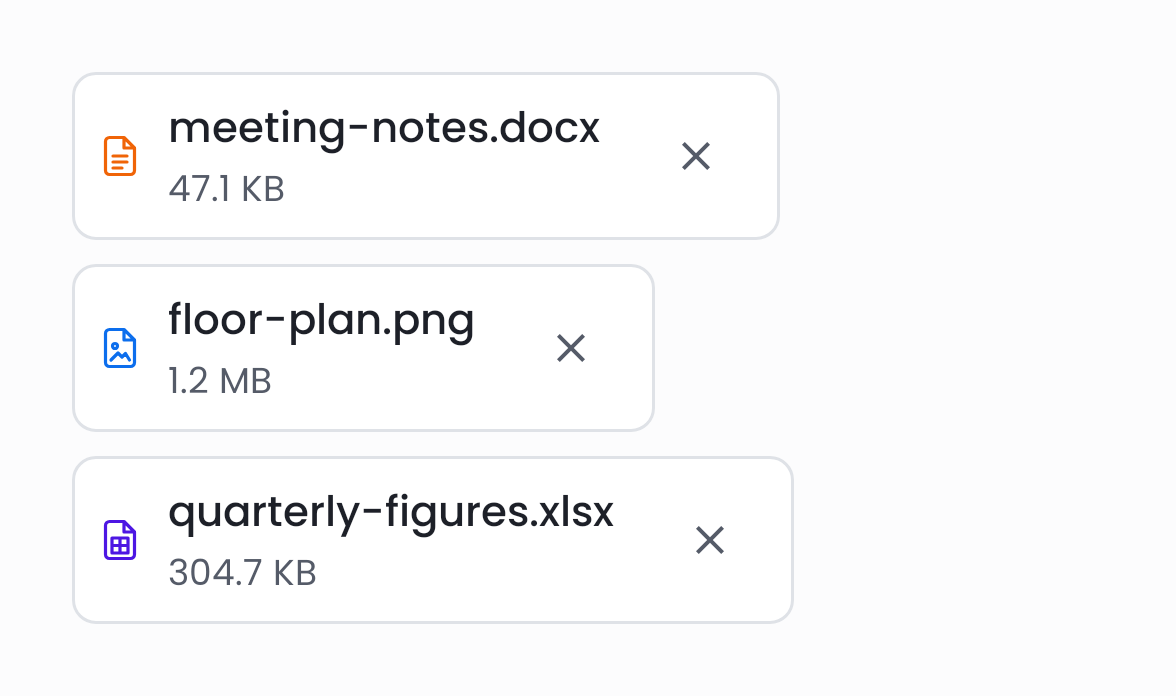 meeting-notes.docx
47.1 KB
floor-plan.png
1.2 MB
quarterly-figures.xlsx
304.7 KB